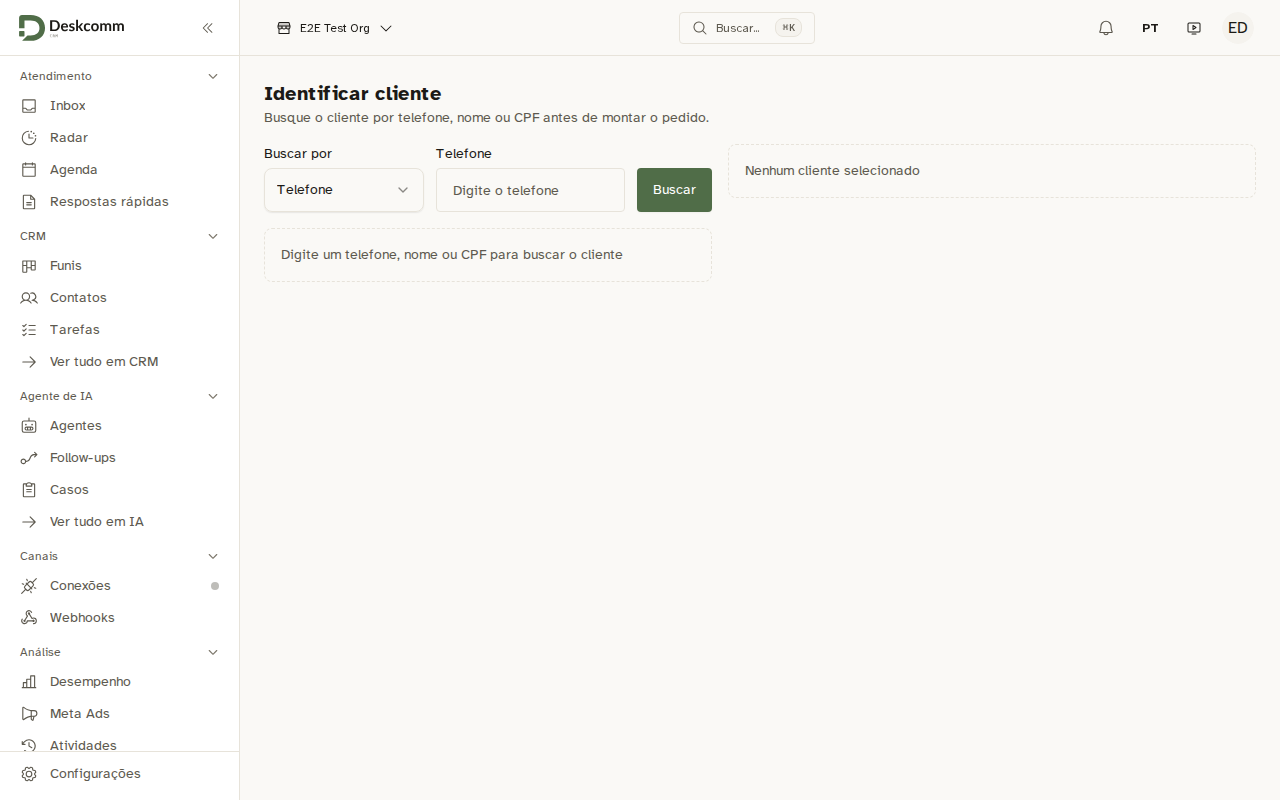 Deskcomm
Atendimento
Inbox
Radar
Agenda
Respostas rápidas
CRM
Funis
Contatos
Tarefas
Ver tudo em CRM
Agente de IA
Agentes
Follow-ups
Casos
Ver tudo em IA
Canais
Conexões
Webhooks
Análise
Desempenho
Meta Ads
Atividades
Configurações
E2E Test Org
Buscar...
⌘K
PT
ED
Identificar cliente
Busque o cliente por telefone, nome ou CPF antes de montar o pedido.
Buscar por
Telefone
Telefone
Digite o telefone
Buscar
Digite um telefone, nome ou CPF para buscar o cliente
Nenhum cliente selecionado